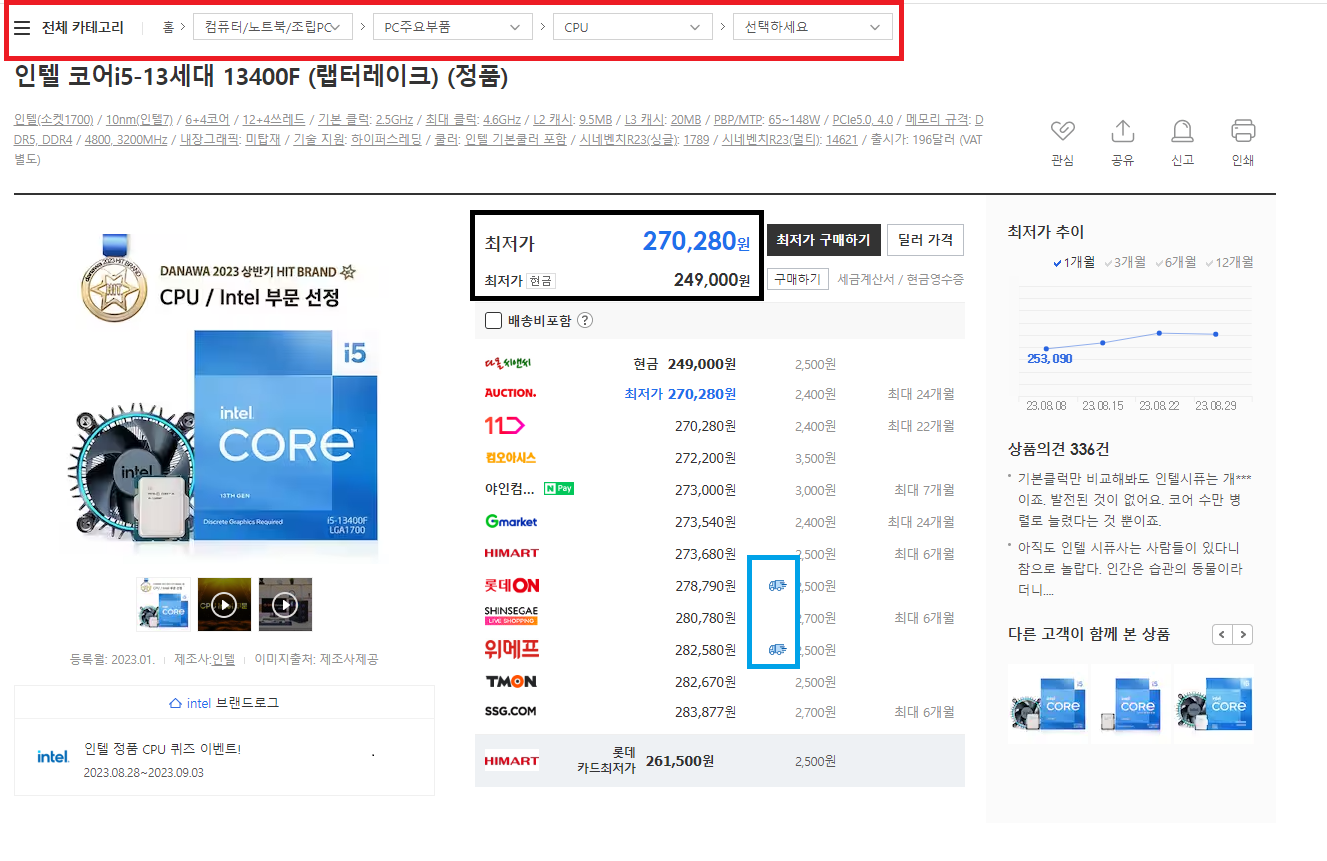 전체 카테고리 홈 컴퓨터/노트북/조립PC PC주요부품 CPU 선택하세요
인텔 코어i5-13세대 13400F (랩터레이크) (정품)
인텔(소켓1700) / 10nm(인텔7) / 6+4코어 / 12+4쓰레드 / 기본 클럭: 2.5GHz / 최대 클럭: 4.6GHz / L2 캐시: 9.5MB / L3 캐시: 20MB / PBP/MTP: 65~148W / PCIe5.0, 4.0 / 메모리 규격: D
DR5, DDR4 / 4800, 3200MHz / 내장그래픽: 미탑재 / 기술 지원: 하이퍼스레딩 / 쿨러: 인텔 기본쿨러 포함 / 시네벤치R23(싱글): 1789 / 시네벤치R23(멀티): 14621 / 출시가: 196달러 (VAT
별도)
관심 공유 신고 인쇄
DANAWA 2023 상반기 HIT BRAND
CPU / Intel 부문 선정
i5
intel
CORE™
13TH GEN
Discrete Graphics Required
i5-13400F
LGA1700
intel
등록월: 2023.01. 제조사:인텔 이미지출처: 제조사제공
intel 브랜드로그
intel.
인텔 정품 CPU 퀴즈 이벤트!
2023.08.28~2023.09.03
최저가 270,280원 최저가 구매하기 딜러 가격
최저가 현금 249,000원 구매하기 세금계산서 / 현금영수증
배송비포함 ?
다올씨앤씨 현금 249,000원 2,500원
AUCTION. 최저가 270,280원 2,400원 최대 24개월
11 270,280원 2,400원 최대 22개월
컴오아시스 272,200원 3,500원
야인컴... N Pay 273,000원 3,000원 최대 7개월
Gmarket 273,540원 2,400원 최대 24개월
HIMART 273,680원 2,500원 최대 6개월
롯데ON 278,790원 2,500원
SHINSEGAE LIVE SHOPPING 280,780원 2,700원 최대 6개월
위메프 282,580원 2,500원
TMON 282,670원 2,500원
SSG.COM 283,877원 2,700원 최대 6개월
HIMART 롯데 카드최저가 261,500원 2,500원
최저가 추이
1개월 3개월 6개월 12개월
253,090
23.08.08 23.08.15 23.08.22 23.08.29
상품의견 336건
기본클럭만 비교해봐도 인텔시퓨는 개***
이죠. 발전된 것이 없어요. 코어 수만 병
렬로 늘렸다는 것 뿐이죠.
아직도 인텔 시퓨사는 사람들이 있다니
참으로 놀랍다. 인간은 습관의 동물이라
더니....
다른 고객이 함께 본 상품
i5 CORE i5 CORE CORE